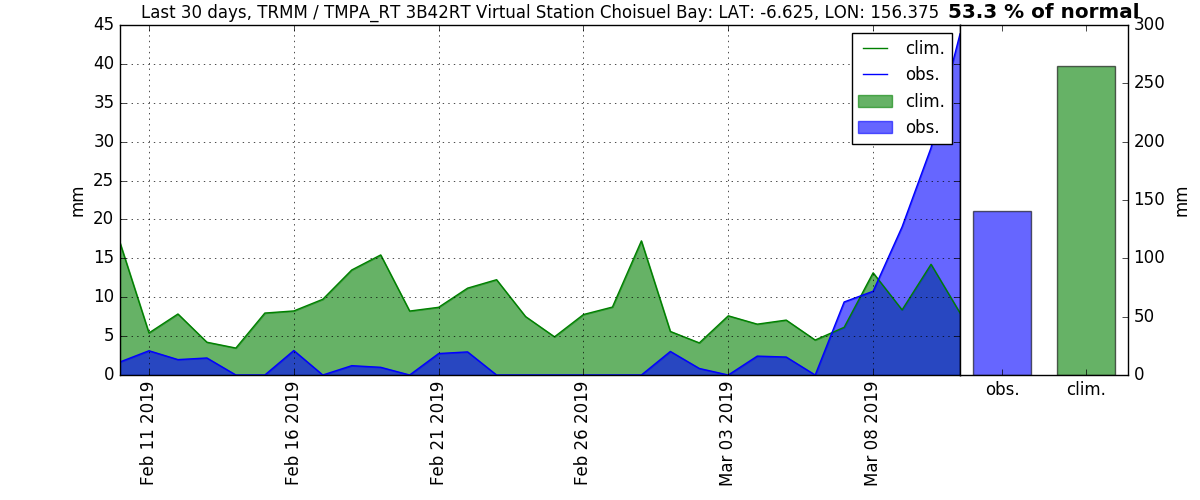 Last 30 days, TRMM / TMPA_RT 3B42RT Virtual Station Choisuel Bay: LAT: -6.625, LON: 156.375 53.3 % of normal
45
40
35
30
25
20
15
10
5
0
mm
clim.
obs.
clim.
obs.
Feb 11 2019
Feb 16 2019
Feb 21 2019
Feb 26 2019
Mar 03 2019
Mar 08 2019
300
250
200
150
100
50
0
mm
obs. clim.